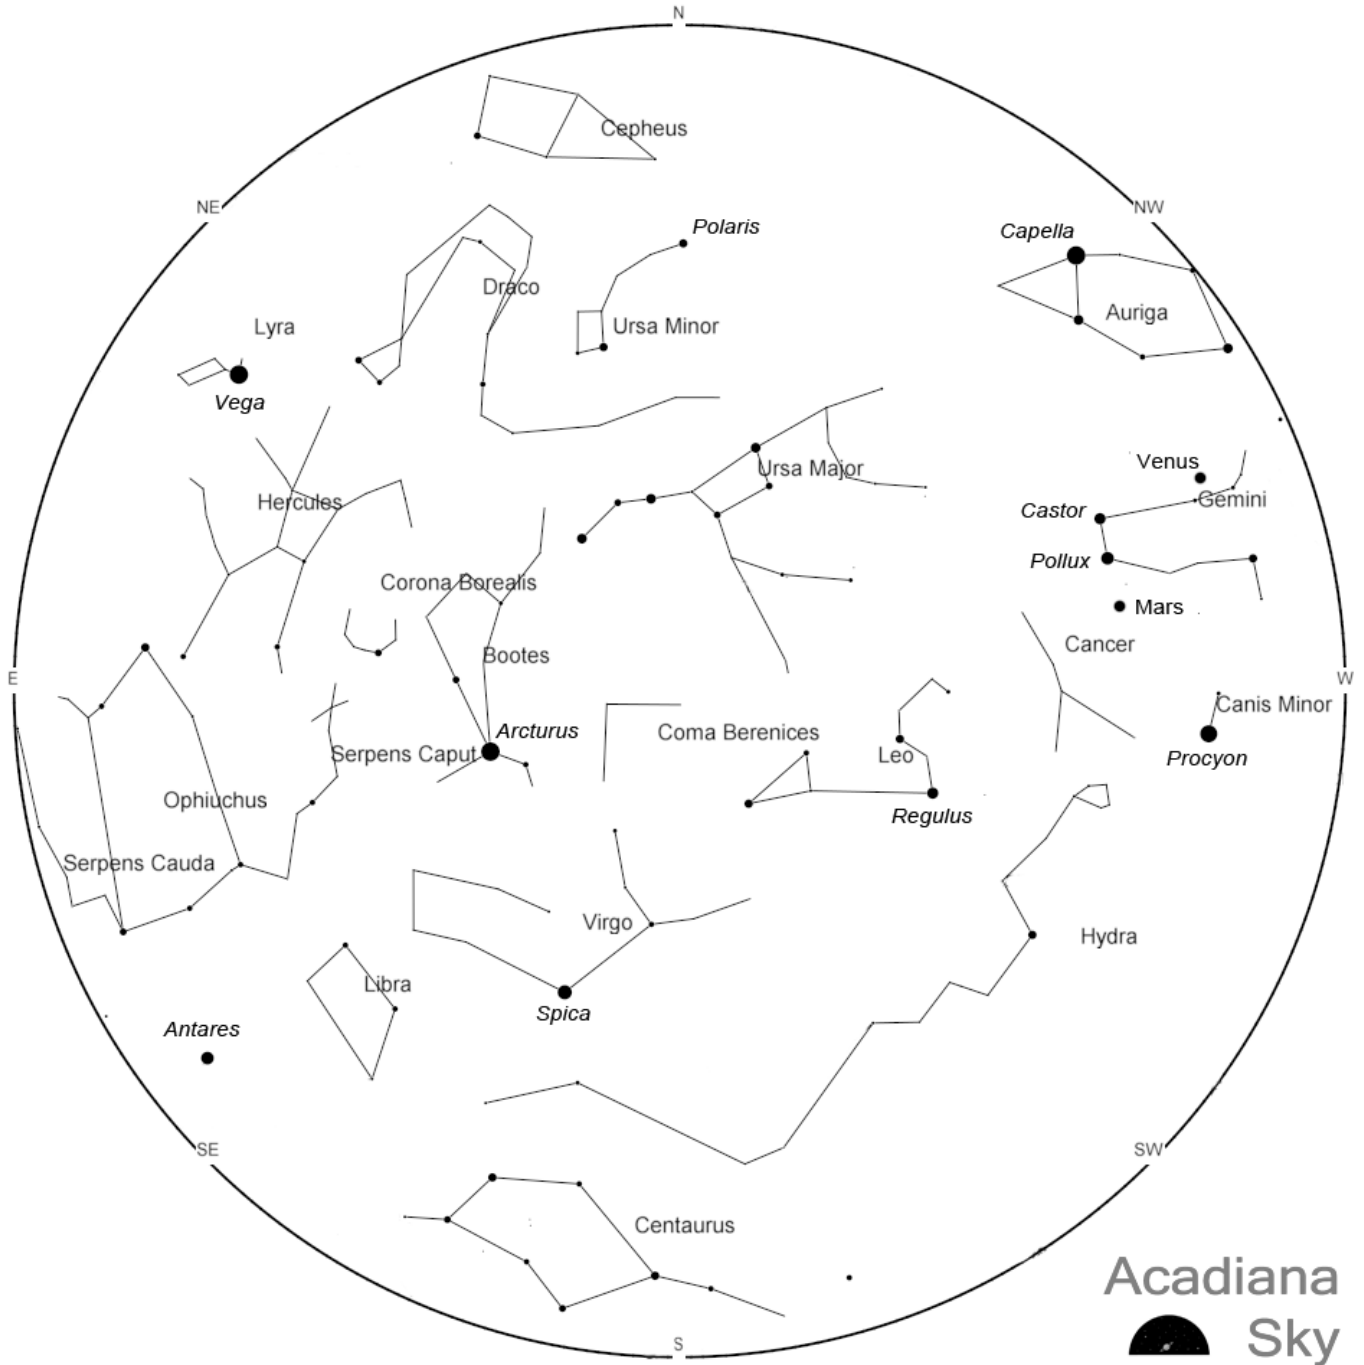 N
Cepheus
NE
NW
Polaris
Capella
Draco
Auriga
Lyra
Ursa Minor
Vega
Venus
Ursa Major
Hercules
Gemini
Castor
Pollux
Corona Borealis
Mars
Cancer
Bootes
E
W
Canis Minor
Arcturus
Coma Berenices
Serpens Caput
Leo
Procyon
Ophiuchus
Regulus
Serpens Cauda
Virgo
Hydra
Libra
Spica
Antares
SE
SW
Centaurus
Acadiana
Sky
S